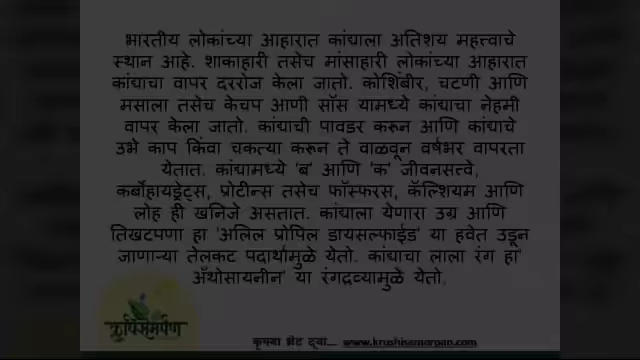 भारतीय लोकांच्या आहारात कांद्याला अतिशय महत्त्वाचे
स्थान आहे. शाकाहारी तसेच मांसाहारी लोकांच्या आहारात
कांद्याचा वापर दररोज केला जातो. कोशिंबीर, चटणी आणि
मसाला तसेच केचप आणी सॉस यामध्ये कांद्याचा नेहमी
वापर केला जातो. कांद्याची पावडर करून आणि कांद्याचे
उभे काप किंवा चकत्या करून ते वाळवून वर्षभर वापरता
येतात. कांद्यामध्ये 'ब' आणि 'क' जीवनसत्त्वे,
कर्बोहायड्रेट्स, प्रोटीन्स तसेच फॉस्फरस, कॅल्शियम आणि
लोह ही खनिजे असतात. कांद्याला येणारा उग्र आणि
तिखटपणा हा 'अलिल प्रोपिल डायसल्फाईड' या हवेत उडून
जाणाऱ्या तेलकट पदार्थामुळे येतो. कांद्याचा लाला रंग हा'
अँथोसायनीन' या रंगद्रव्यामुळे येतो.
कृषिसमर्पण
कृपया भेट द्या... www.krushisamarpan.com